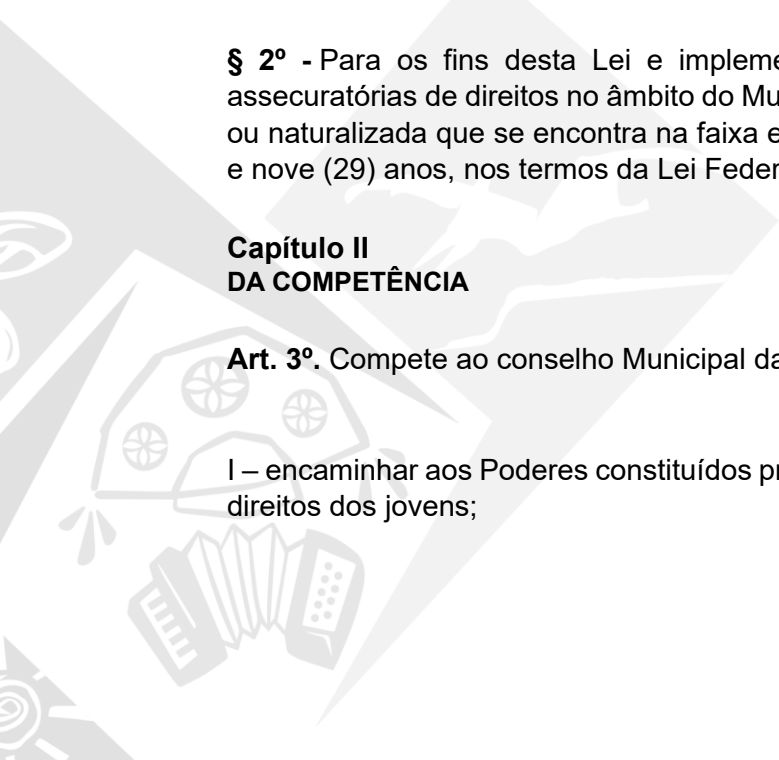 § 2º - Para os fins desta Lei e impleme
assecuratórias de direitos no âmbito do Mu
ou naturalizada que se encontra na faixa e
e nove (29) anos, nos termos da Lei Feder
Capítulo II
DA COMPETÊNCIA
Art. 3º. Compete ao conselho Municipal da
I – encaminhar aos Poderes constituídos pr
direitos dos jovens;